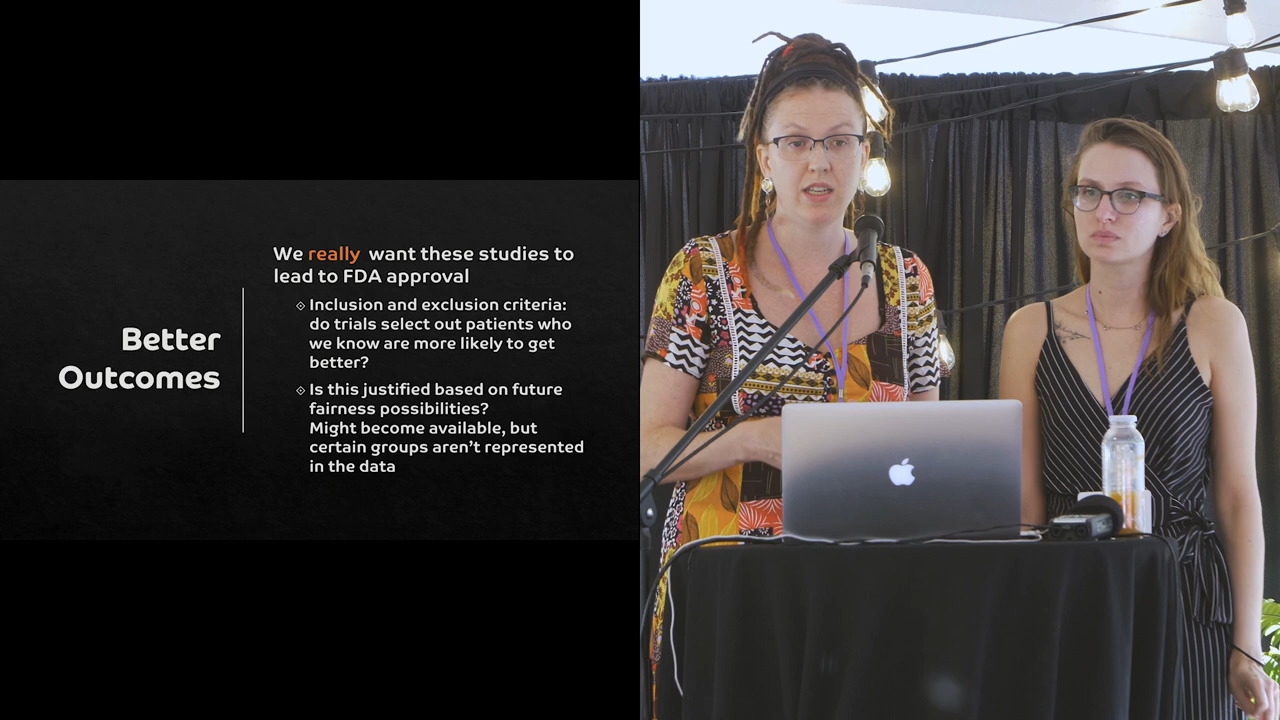 Better
Outcomes
We really want these studies to
lead to FDA approval
Inclusion and exclusion criteria:
do trials select out patients who
we know are more likely to get
better?
Is this justified based on future
fairness possibilities?
Might become available, but
certain groups aren't represented
in the data